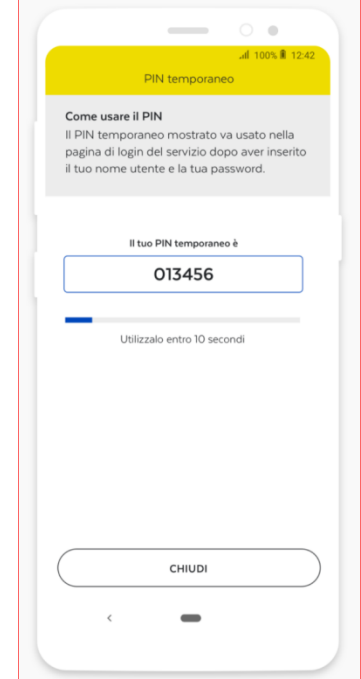 100% 12:42
PIN temporaneo
Come usare il PIN
Il PIN temporaneo mostrato va usato nella
pagina di login del servizio dopo aver inserito
il tuo nome utente e la tua password.
Il tuo PIN temporaneo è
013456
Utilizzalo entro 10 secondi
CHIUDI